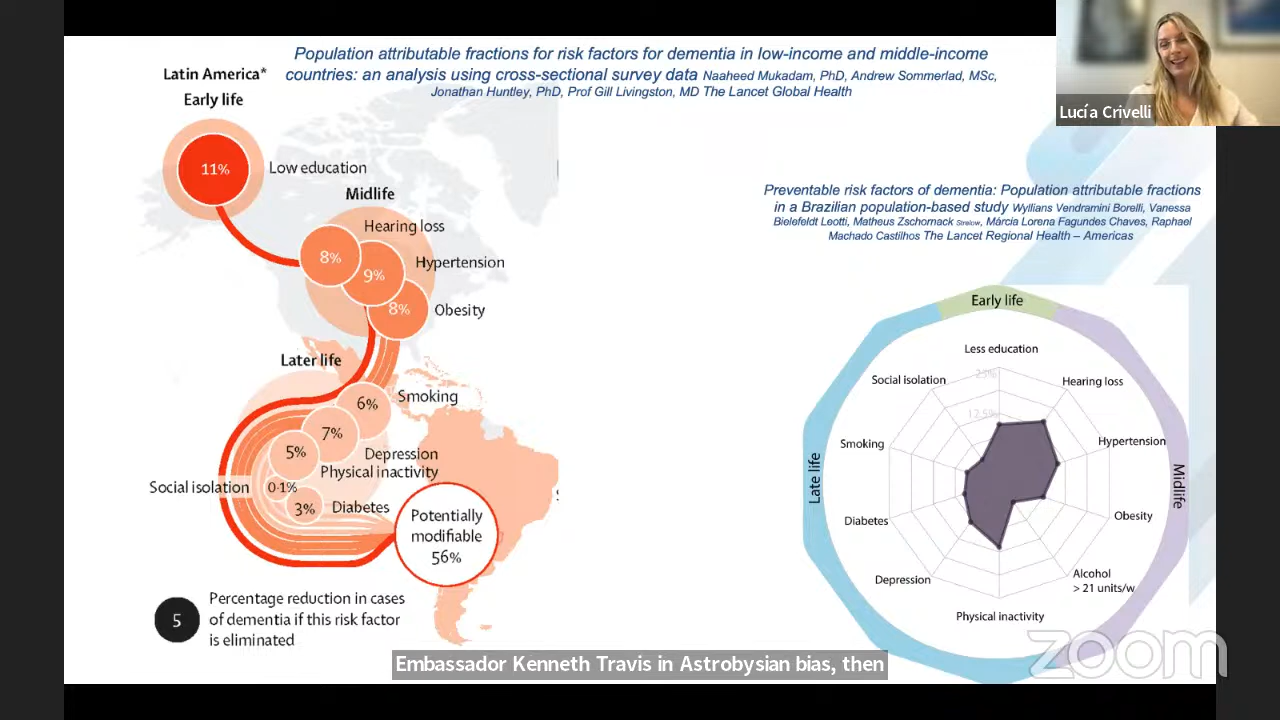 Population attributable fractions for risk factors for dementia in low-income and middle-income
countries: an analysis using cross-sectional survey data Naaheed Mukadam, PhD, Andrew Sommerlad, MSc,
Jonathan Huntley, PhD, Prof Gill Livingston, MD The Lancet Global Health
Latin America*
Early life
11%
Low education
Midlife
Hearing loss
8%
9%
Hypertension
8%
Obesity
Later life
6%
Smoking
7%
Depression
5%
Physical inactivity
Social isolation
0·1%
3%
Diabetes
Potentially
modifiable
56%
5
Percentage reduction in cases
of dementia if this risk factor
is eliminated
Lucía Crivelli
Preventable risk factors of dementia: Population attributable fractions
in a Brazilian population-based study Wyllians Vendramini Borelli, Vanessa
Bielefeldt Leotti, Matheus Zschornack Strelow, Márcia Lorena Fagundes Chaves, Raphael
Machado Castilhos The Lancet Regional Health – Americas
Early life
Less education
Social isolation
Hearing loss
17.5%
Smoking
Hypertension
Late life
Midlife
Diabetes
Obesity
Depression
Alcohol
> 21 units/w
Physical inactivity
zoom
Embassador Kenneth Travis in Astrobysian bias, then